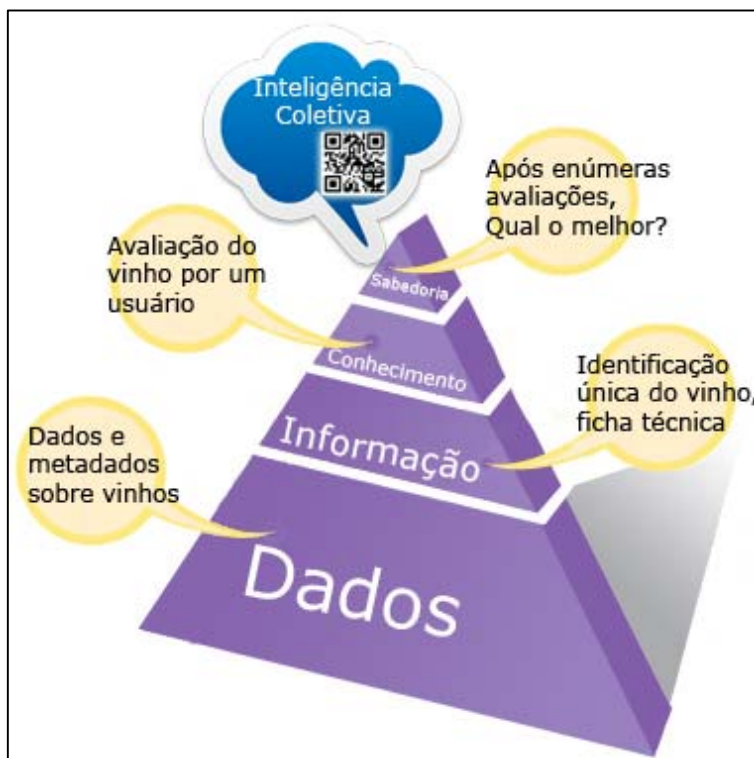 Inteligência
Coletiva
Após enúmeras
avaliações,
Qual o melhor?
Avaliação do
vinho por um
usuário
Sabedoria
Conhecimento
Identificação
única do vinho,
ficha técnica
Informação
Dados e
metadados
sobre vinhos
Dados